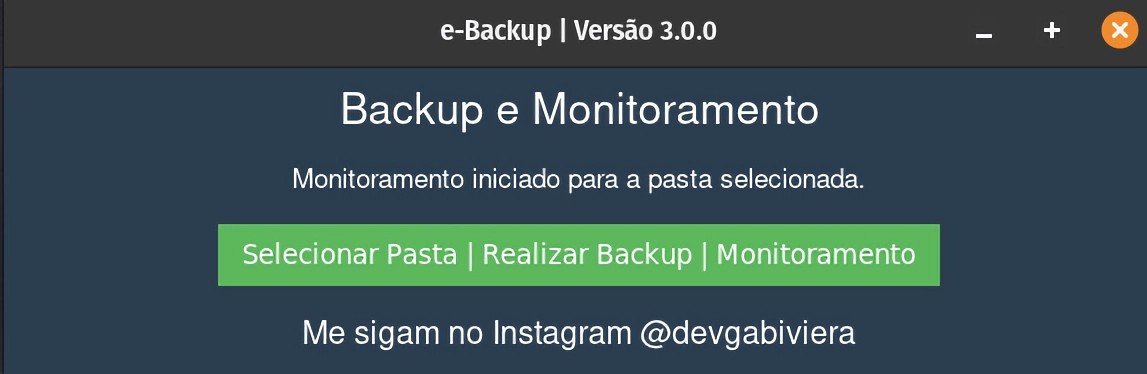 e-Backup | Versão 3.0.0
Backup e Monitoramento
Monitoramento iniciado para a pasta selecionada.
Selecionar Pasta | Realizar Backup | Monitoramento
Me sigam no Instagram @devgabiviera